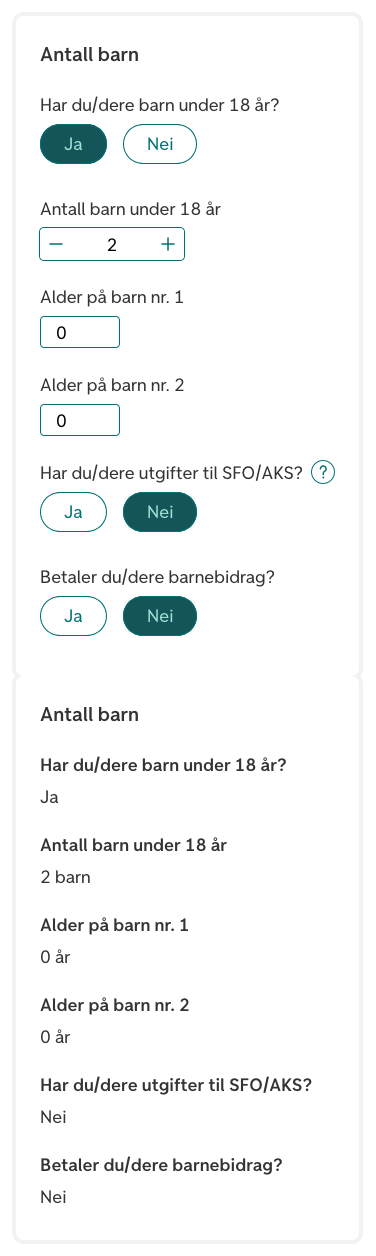 Antall barn
Har du/dere barn under 18 år?
Ja Nei
Antall barn under 18 år
− 2 +
Alder på barn nr. 1
0
Alder på barn nr. 2
0
Har du/dere utgifter til SFO/AKS? ?
Ja Nei
Betaler du/dere barnebidrag?
Ja Nei
Antall barn
Har du/dere barn under 18 år?
Ja
Antall barn under 18 år
2 barn
Alder på barn nr. 1
0 år
Alder på barn nr. 2
0 år
Har du/dere utgifter til SFO/AKS?
Nei
Betaler du/dere barnebidrag?
Nei